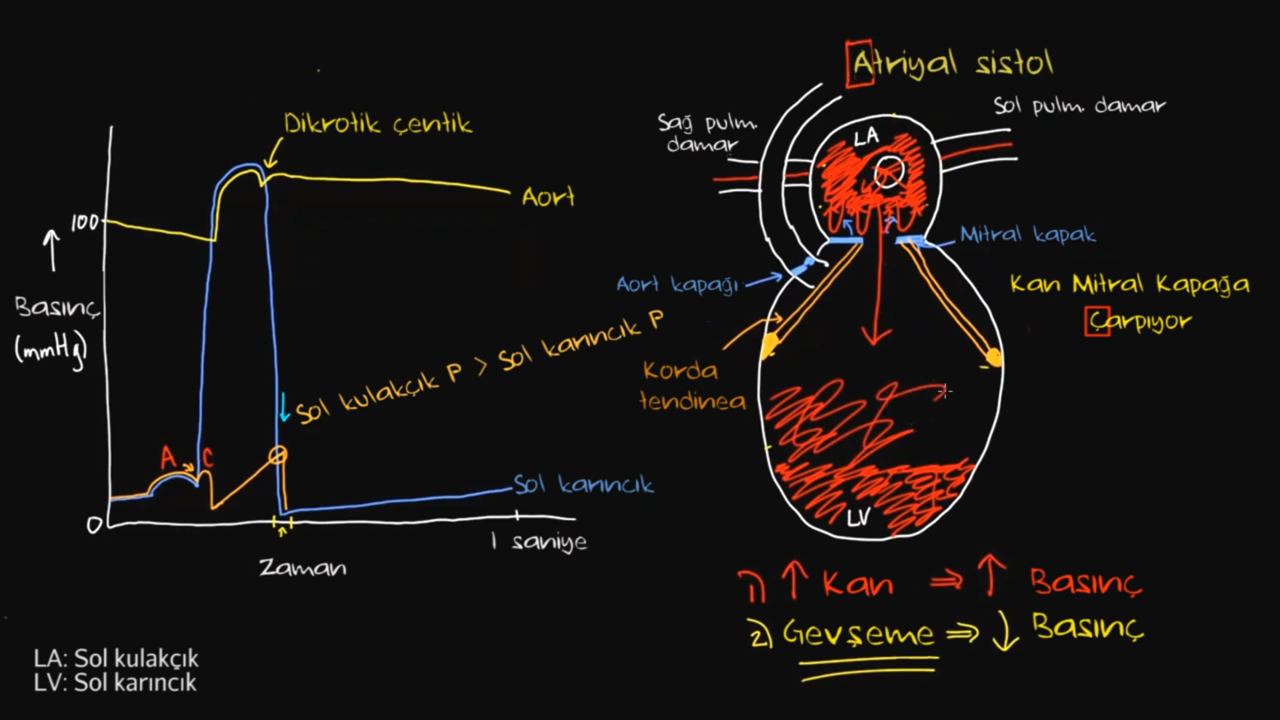 Atriyal sistol
Sağ pulm.
damar
Sol pulm. damar
LA
Dikrotik çentik
Aort
100
Basınç
(mmHg)
Mitral kapak
Aort kapağı
Kan Mitral Kapağa
Çarpıyor
Sol kulakçık P > Sol karıncık P
Korda
tendinea
A C
Sol karıncık
0
LV
1 saniye
Zaman
1) ↑ Kan ⇒ ↑ Basınç
2) Gevşeme ⇒ ↓ Basınç
LA: Sol kulakçık
LV: Sol karıncık